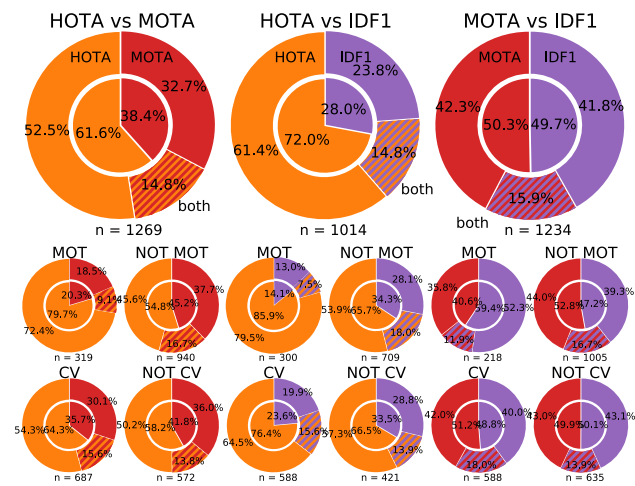 HOTA vs MOTA HOTA vs IDF1 MOTA vs IDF1
HOTA MOTA HOTA IDF1 MOTA IDF1
32.7% 23.8%
38.4% 28.0% 42.3% 41.8%
52.5% 61.6% 61.4% 72.0% 50.3% 49.7%
14.8% 14.8% 15.9%
both both both
n = 1269 n = 1014 n = 1234
MOT NOT MOT MOT NOT MOT MOT NOT MOT
18.5% 37.7% 13.0% 28.1% 35.8% 39.3%
20.3% 9.1% 45.6% 54.8% 45.2% 14.1% 7.5% 53.9% 65.7% 34.3% 40.6% 59.4% 52.3% 44.0% 52.8% 47.2%
79.7% 85.9%
72.4% 16.7% 79.5% 18.0% 11.9% 16.7%
n = 319 n = 940 n = 300 n = 709 n = 218 n = 1005
CV NOT CV CV NOT CV CV NOT CV
30.1% 36.0% 19.9% 28.8% 42.0% 40.0% 43.0% 43.1%
54.3% 64.3% 35.7% 50.2% 58.2% 41.8% 23.6% 15.6% 57.3% 66.5% 33.5% 51.2% 48.8% 49.9% 50.1%
64.5% 76.4%
15.6% 13.8% 13.9% 18.0% 13.9%
n = 687 n = 572 n = 588 n = 421 n = 588 n = 635